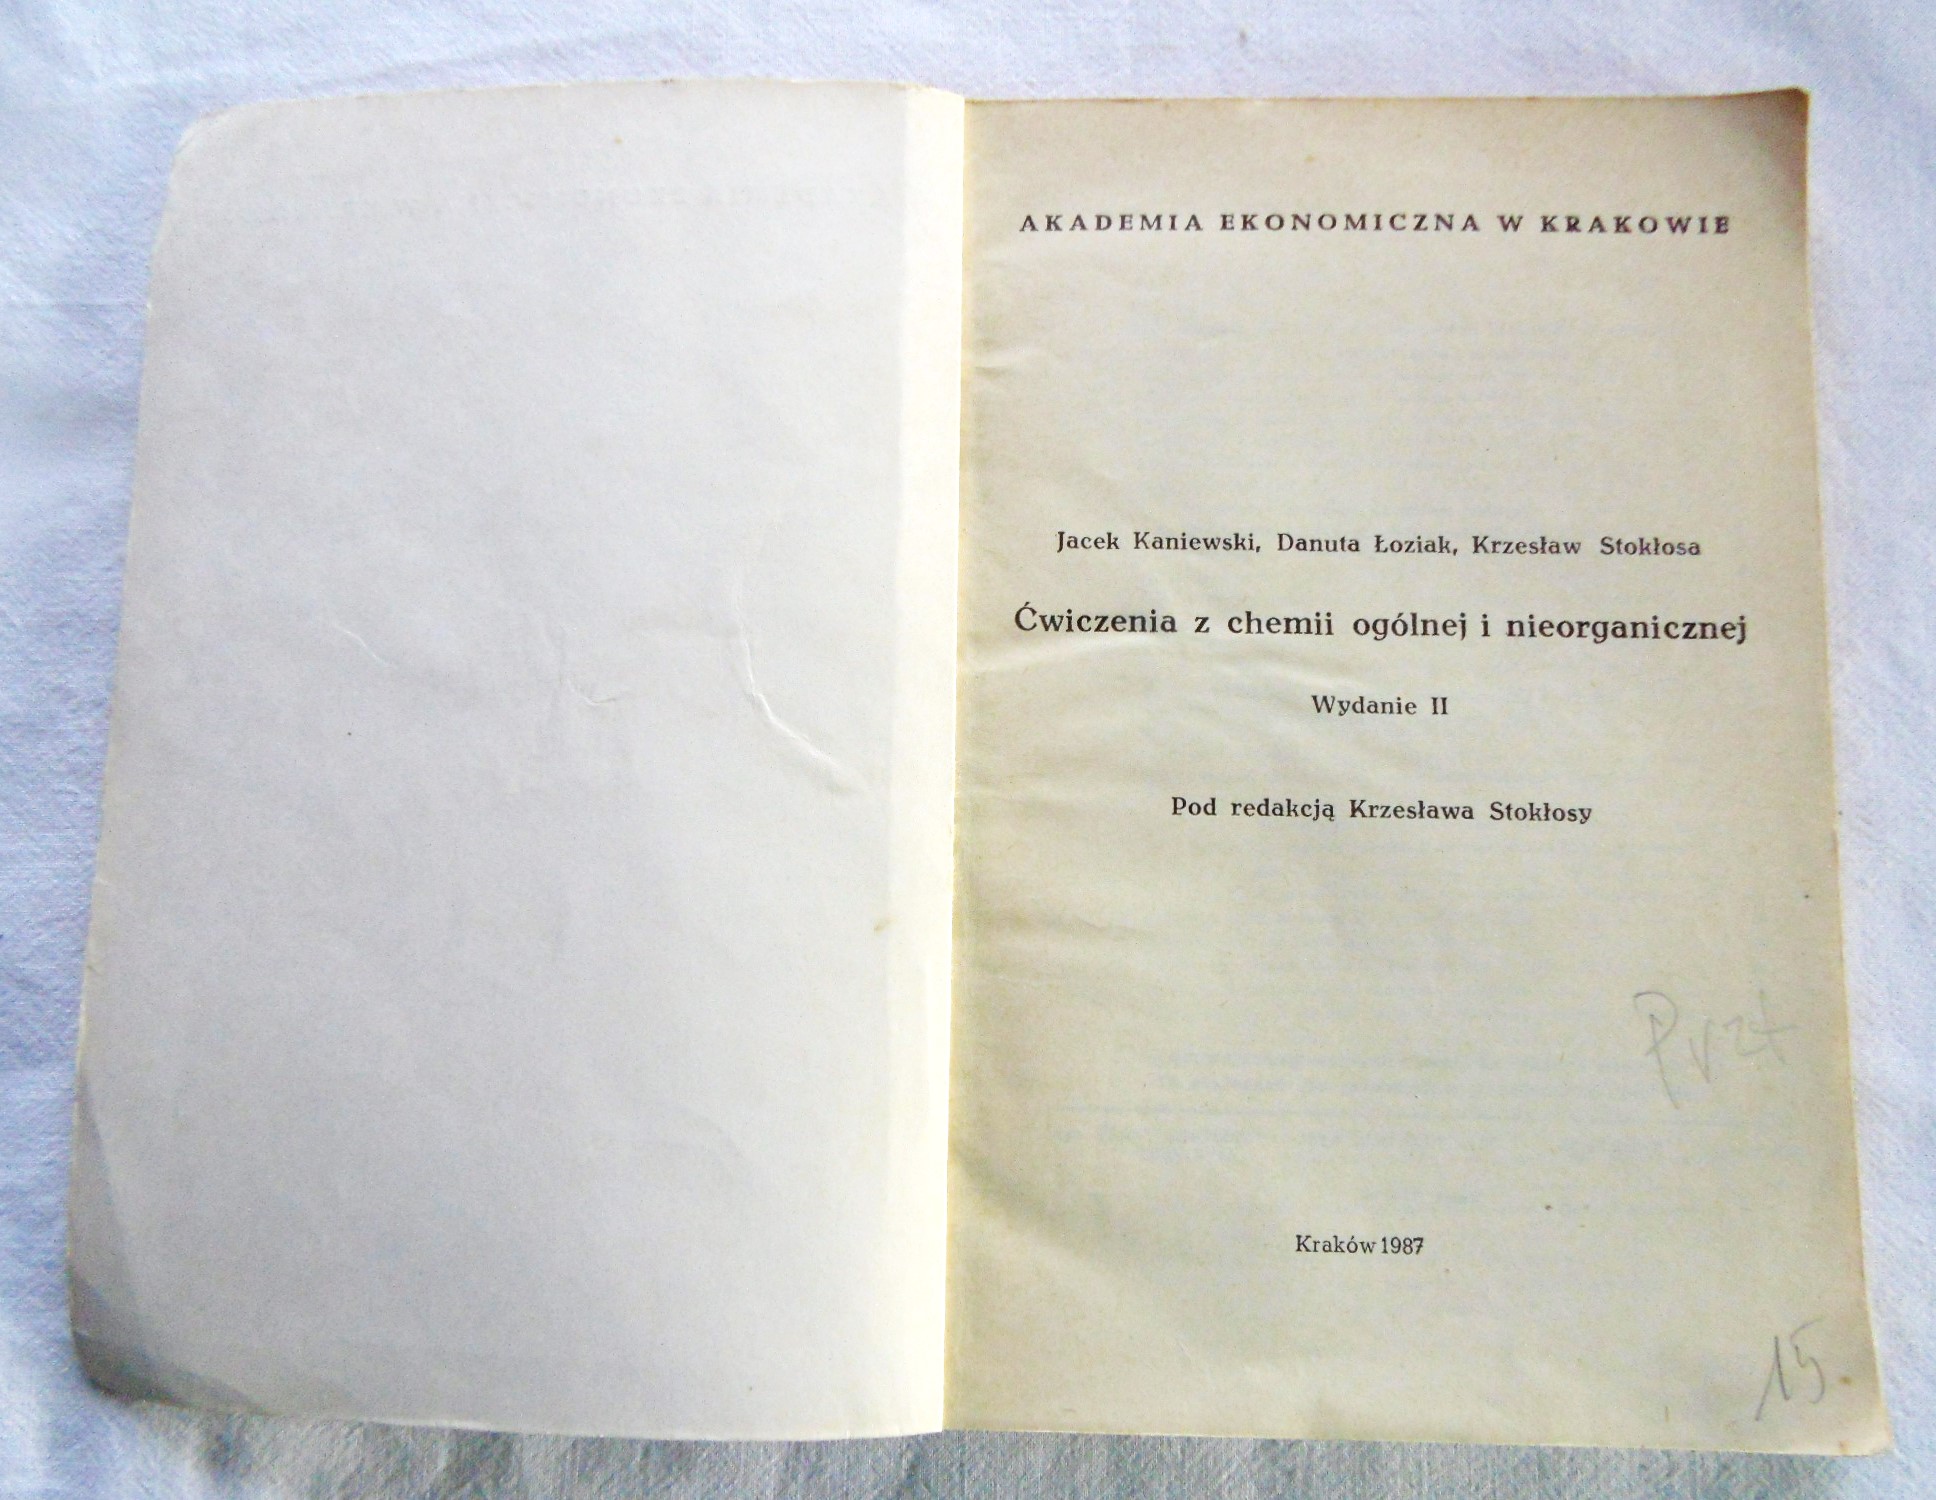 AKADEMIA EKONOMICZNA W KRAKOWIE
Jacek Kaniewski, Danuta Łoziak, Krzesław Stokłosa
Ćwiczenia z chemii ogólnej i nieorganicznej
Wydanie II
Pod redakcją Krzesława Stokłosy
Kraków 1987
15